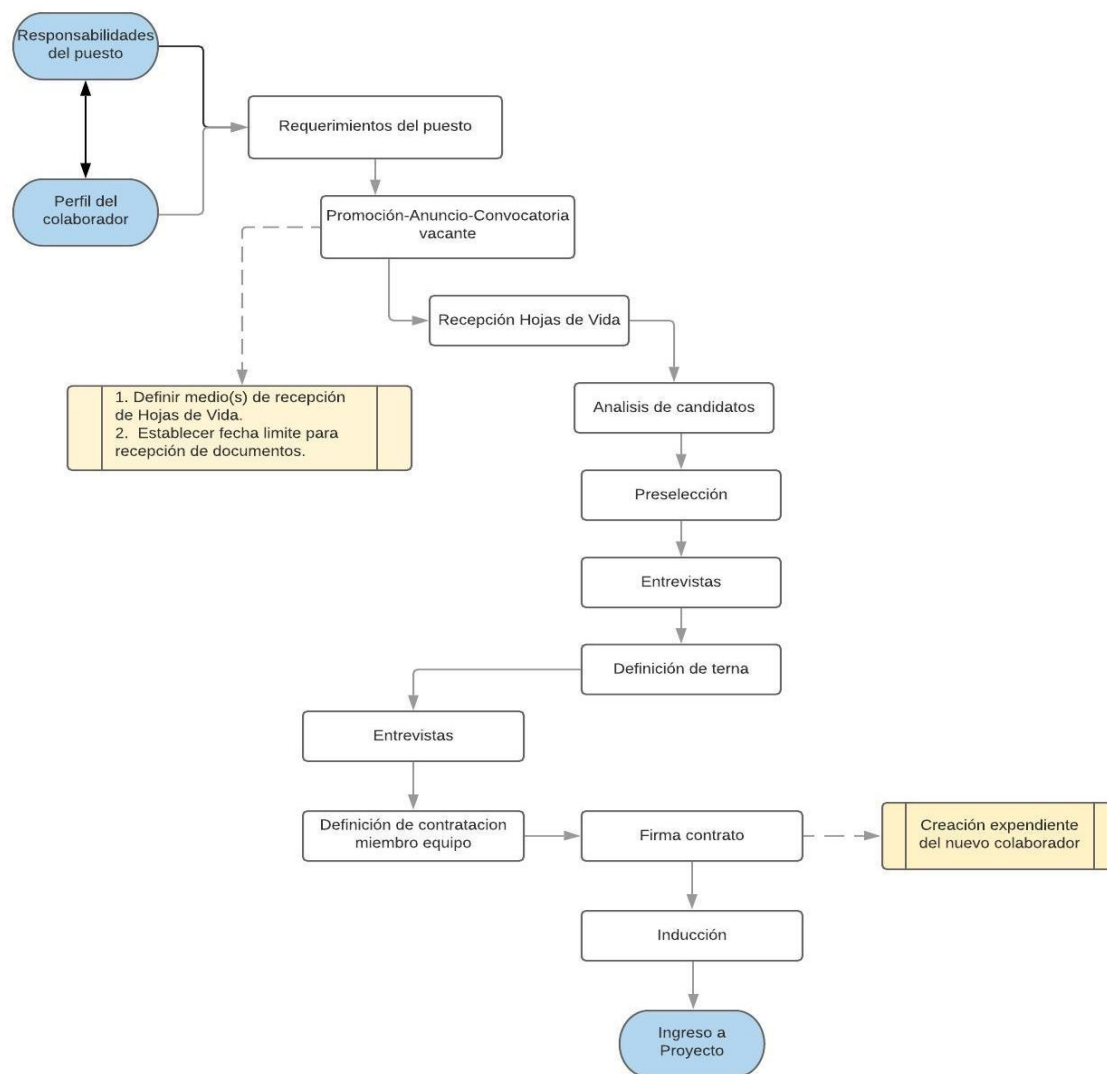 Responsabilidades
del puesto
Requerimientos del puesto
Perfil del
colaborador
Promoción-Anuncio-Convocatoria
vacante
Recepción Hojas de Vida
1. Definir medio(s) de recepción
de Hojas de Vida.
2. Establecer fecha limite para
recepción de documentos.
Analisis de candidatos
Preselección
Entrevistas
Definición de terna
Entrevistas
Definición de contratacion
miembro equipo
Firma contrato
Creación expendiente
del nuevo colaborador
Inducción
Ingreso a
Proyecto